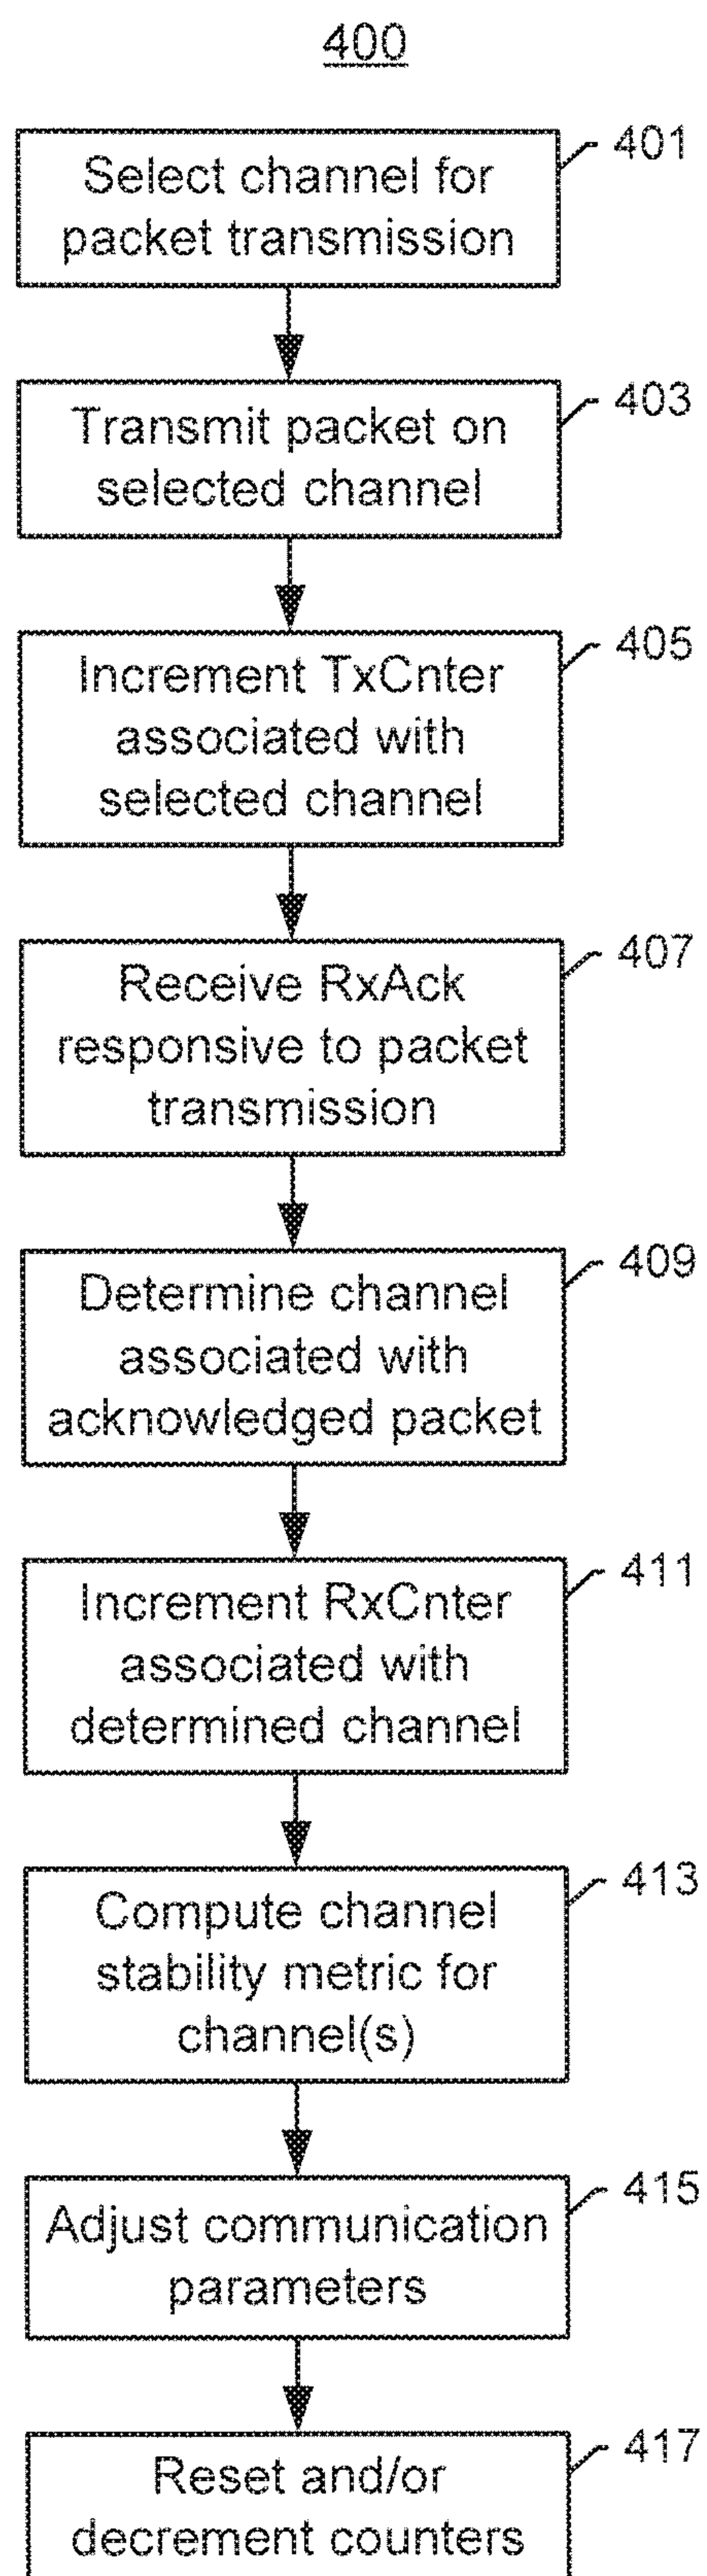 400
401
Select channel for
packet transmission
403
Transmit packet on
selected channel
405
Increment TxCnter
associated with
selected channel
407
Receive RxAck
responsive to packet
transmission
409
Determine channel
associated with
acknowledged packet
411
Increment RxCnter
associated with
determined channel
413
Compute channel
stability metric for
channel(s)
415
Adjust communication
parameters
417
Reset and/or
decrement counters